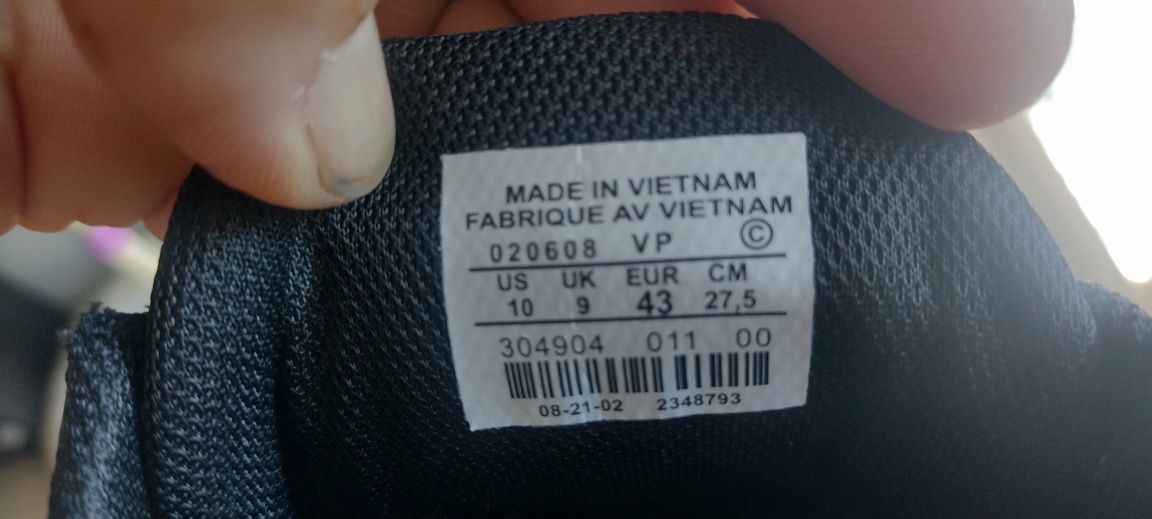 MADE IN VIETNAM
FABRIQUE AV VIETNAM
020608 VP ©
US UK EUR CM
10 9 43 27,5
304904 011 00
08-21-02 2348793